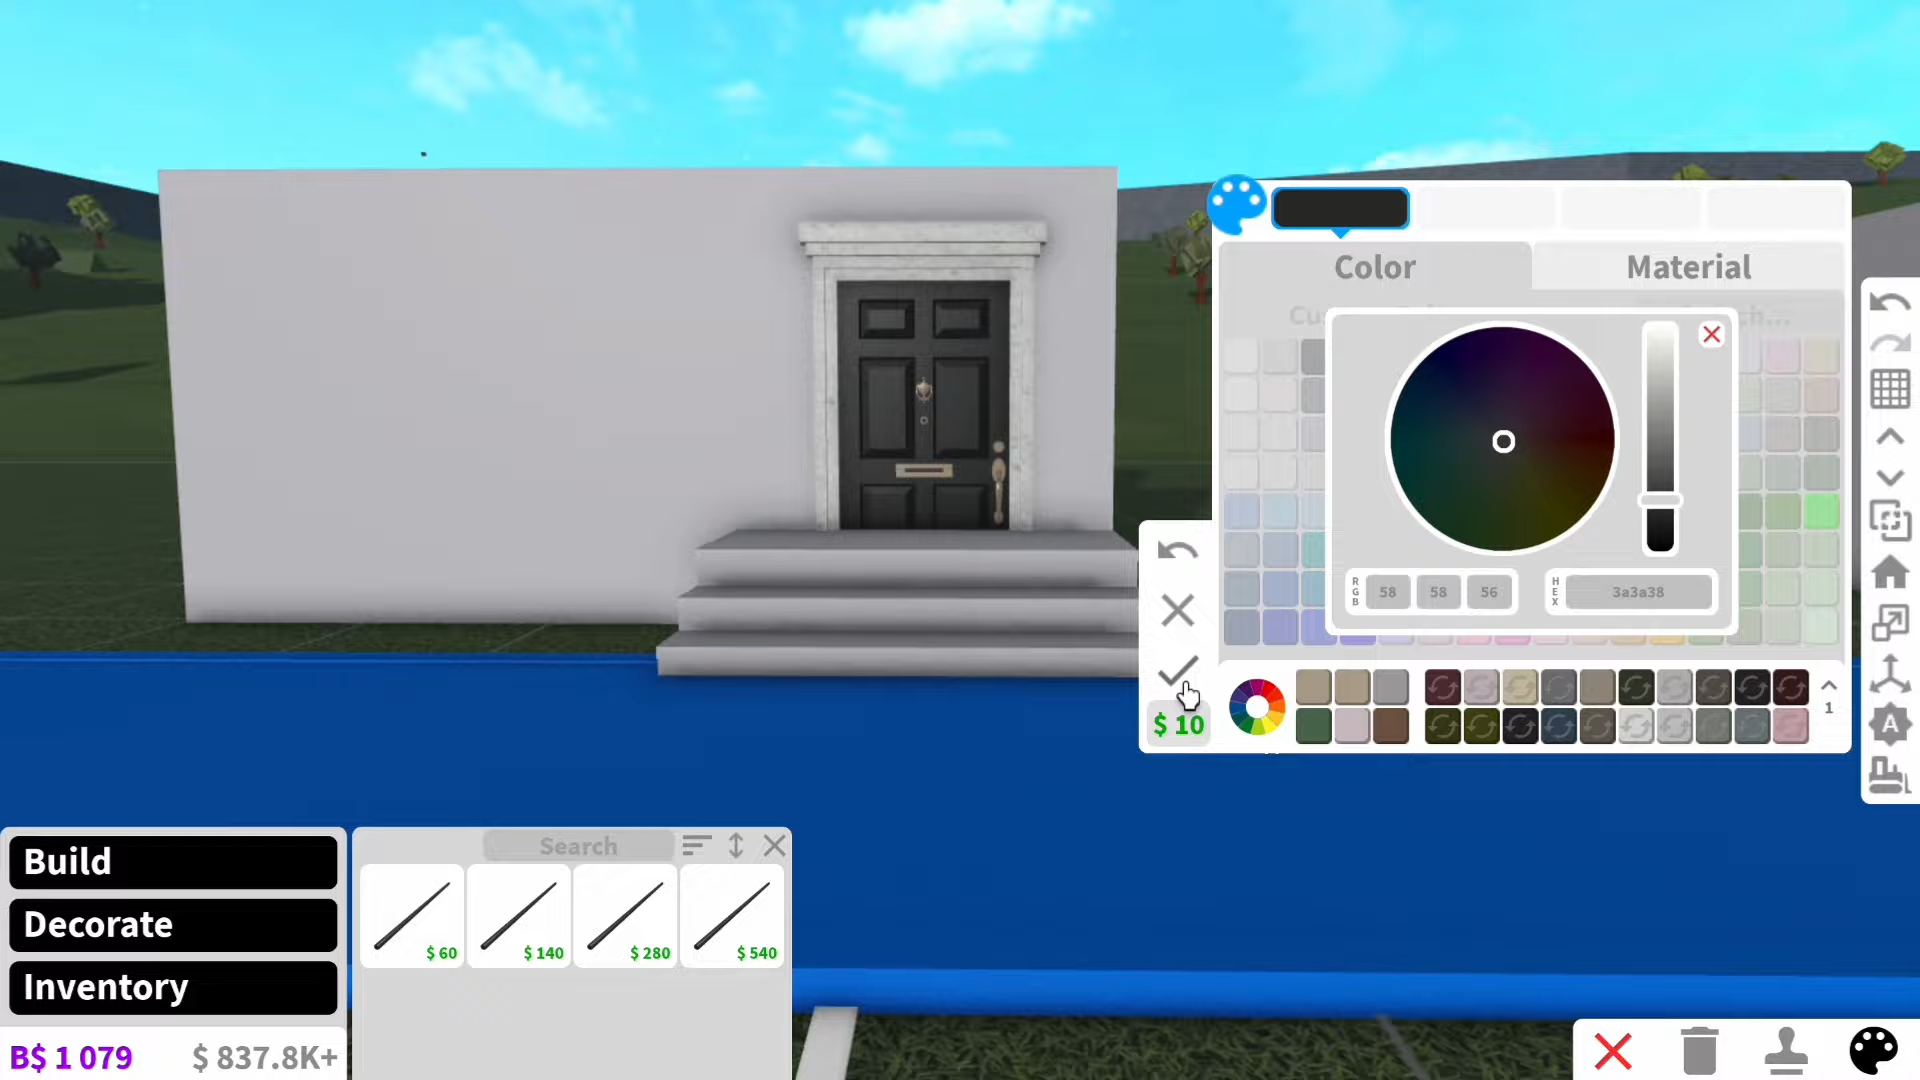 Color
Material
R
G
B
58
58
56
H
E
X
3a3a38
$ 10
1
A
Build
Decorate
Inventory
B$ 1 079
$ 837.8K+
Search
$ 60
$ 140
$ 280
$ 540